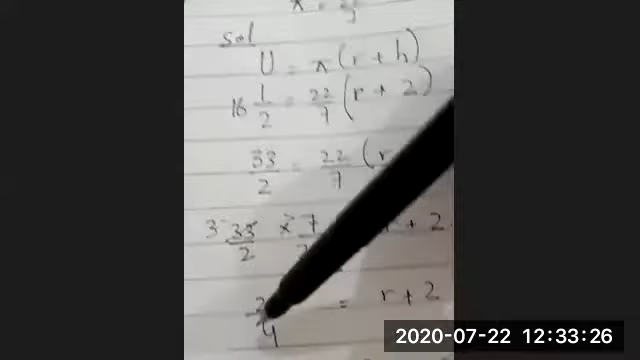 sol
U = π(r + h)
16 1/2 = 22/7 (r + 2)
33/2 = 22/7 (r
3 33/2 × 7/ r + 2
4 = r + 2
2020-07-22 12:33:26